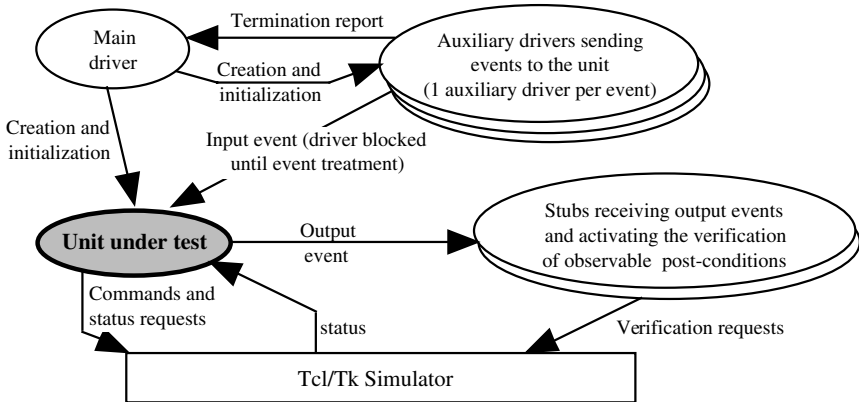 Termination report
Main
driver
Auxiliary drivers sending
events to the unit
(1 auxiliary driver per event)
Creation and
initialization
Creation and
initialization
Input event (driver blocked
until event treatment)
Unit under test
Output
event
Stubs receiving output events
and activating the verification
of observable post-conditions
Commands and
status requests
status
Verification requests
Tcl/Tk Simulator